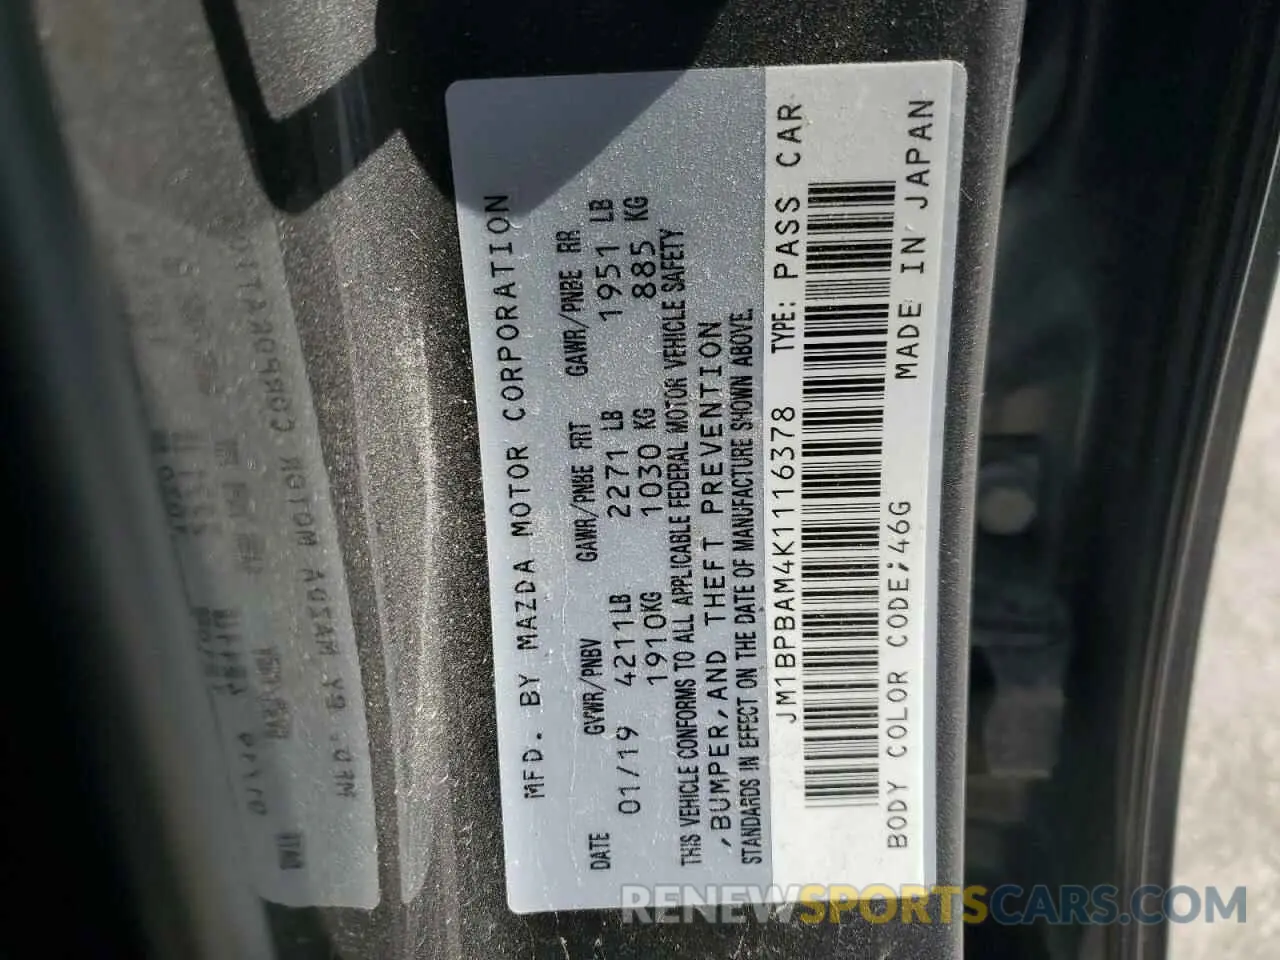 MFD. BY MAZDA MOTOR CORPORATION
DATE GVWR/PNBV GAWR/PNBE FRT GAWR/PNBE RR
01/19 4211LB 2271 LB 1951 LB
1910KG 1030 KG 885 KG
THIS VEHICLE CONFORMS TO ALL APPLICABLE FEDERAL MOTOR VEHICLE SAFETY
,BUMPER,AND THEFT PREVENTION
STANDARDS IN EFFECT ON THE DATE OF MANUFACTURE SHOWN ABOVE.
JM1BPBAM4K1116378 TYPE: PASS CAR
BODY COLOR CODE;46G MADE IN JAPAN
RENEWSPORTSCARS.COM